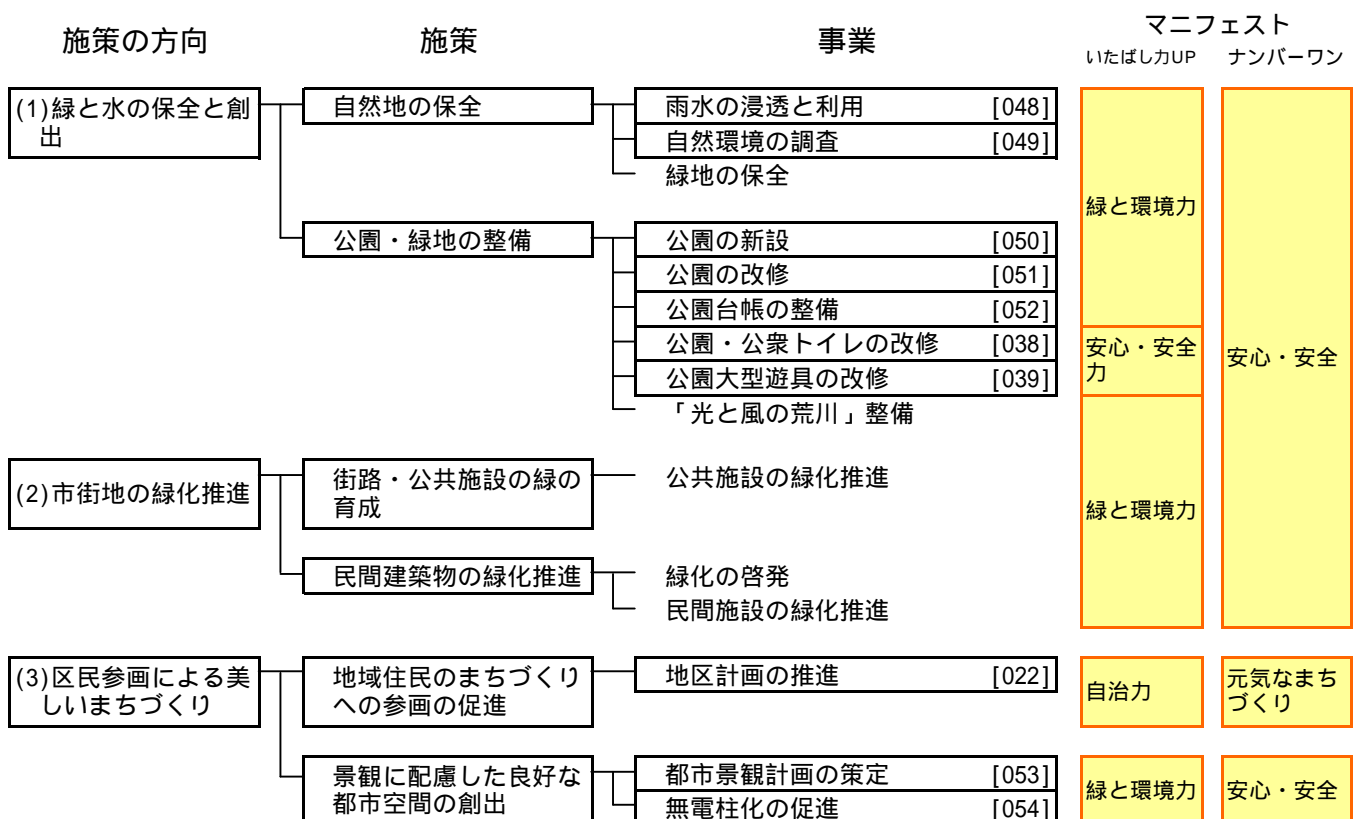 マニフェスト
施策の方向 施策 事業 いたばし力UP ナンバーワン
(1)緑と水の保全と創
出
自然地の保全
雨水の浸透と利用 [048]
自然環境の調査 [049]
緑地の保全
公園・緑地の整備
公園の新設 [050]
公園の改修 [051]
公園台帳の整備 [052]
公園・公衆トイレの改修 [038]
公園大型遊具の改修 [039]
「光と風の荒川」整備
緑と環境力
安心・安全
力
緑と環境力
安心・安全
(2)市街地の緑化推進
街路・公共施設の緑の
育成
公共施設の緑化推進
民間建築物の緑化推進
緑化の啓発
民間施設の緑化推進
(3)区民参画による美
しいまちづくり
地域住民のまちづくり
への参画の促進
地区計画の推進 [022]
自治力
元気なまち
づくり
景観に配慮した良好な
都市空間の創出
都市景観計画の策定 [053]
無電柱化の促進 [054]
緑と環境力
安心・安全